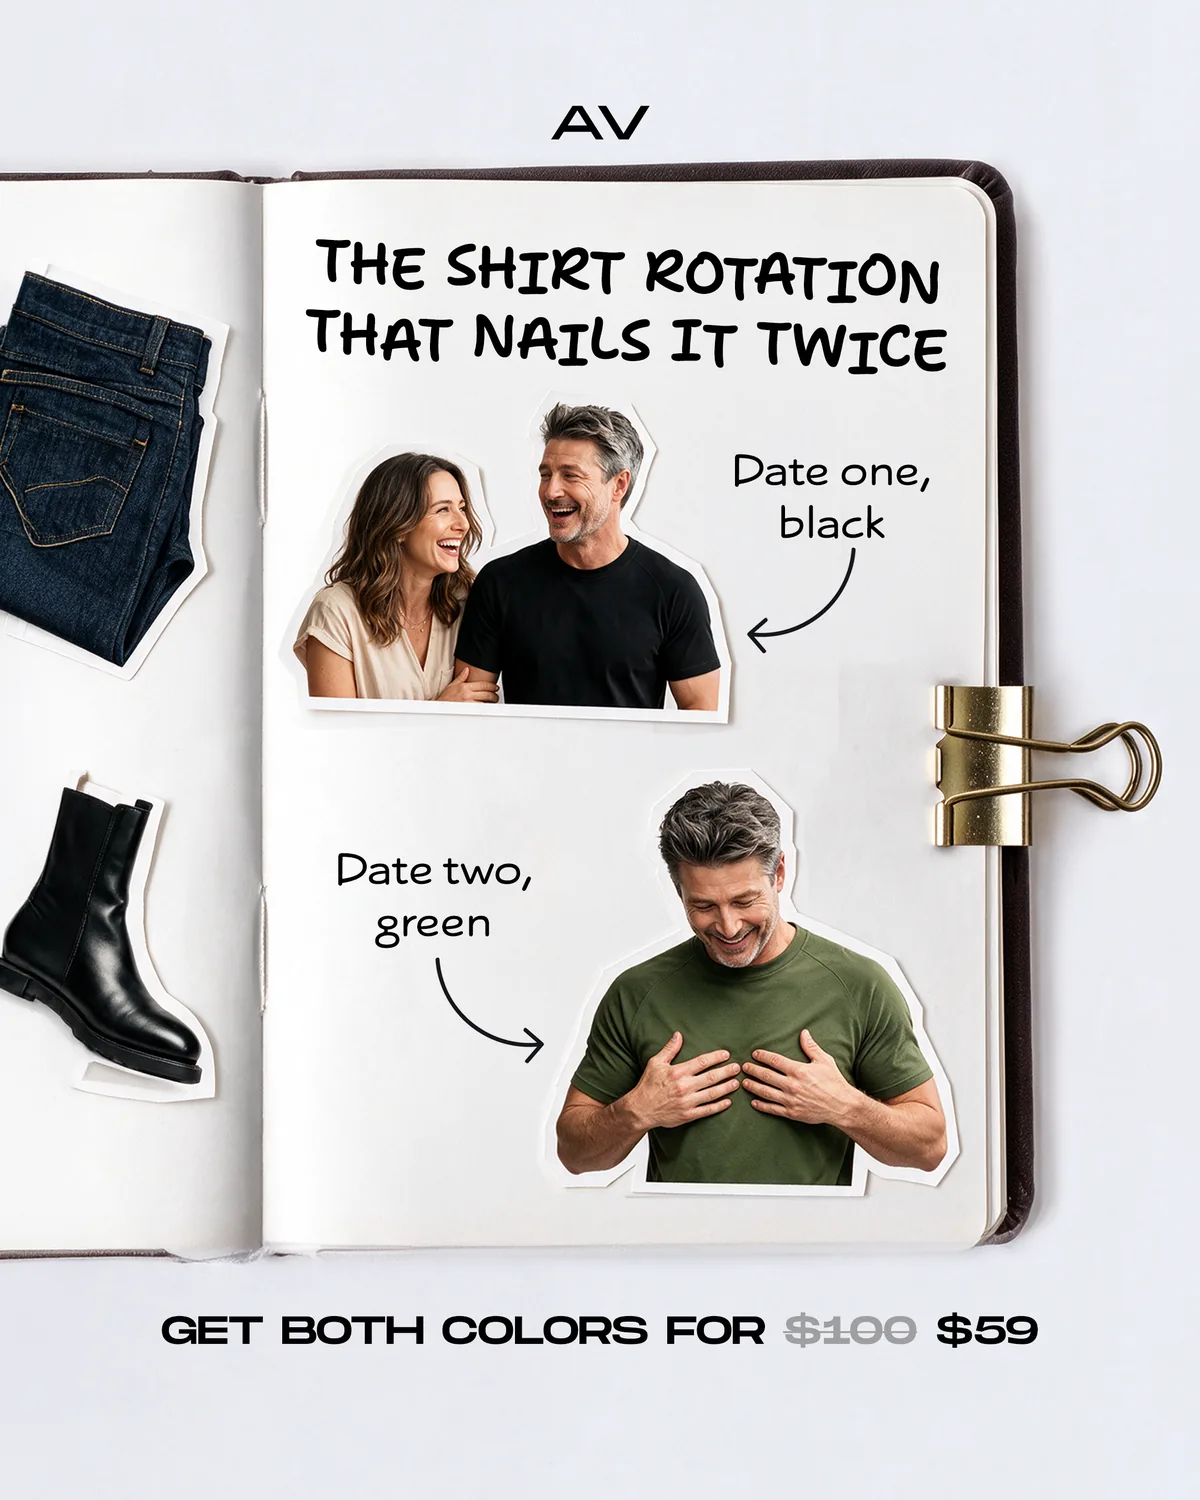 AV
THE SHIRT ROTATION
THAT NAILS IT TWICE
Date one,
black
Date two,
green
GET BOTH COLORS FOR $100 $59